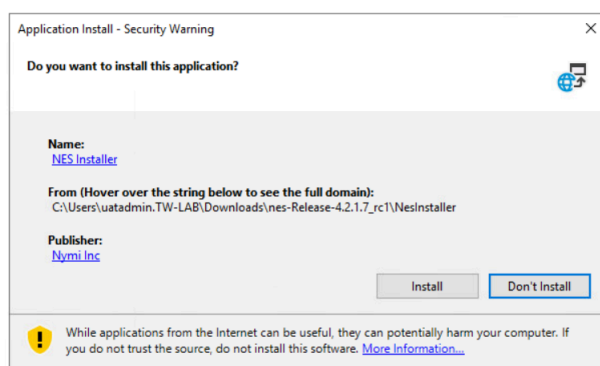 Application Install - Security Warning
Do you want to install this application?
Name:
NES Installer
From (Hover over the string below to see the full domain):
C:\Users\uatadmin.TW-LAB\Downloads\nes-Release-4.2.1.7_rc1\NesInstaller
Publisher:
Nymi Inc
Install
Don't Install
While applications from the Internet can be useful, they can potentially harm your computer. If
you do not trust the source, do not install this software. More Information...